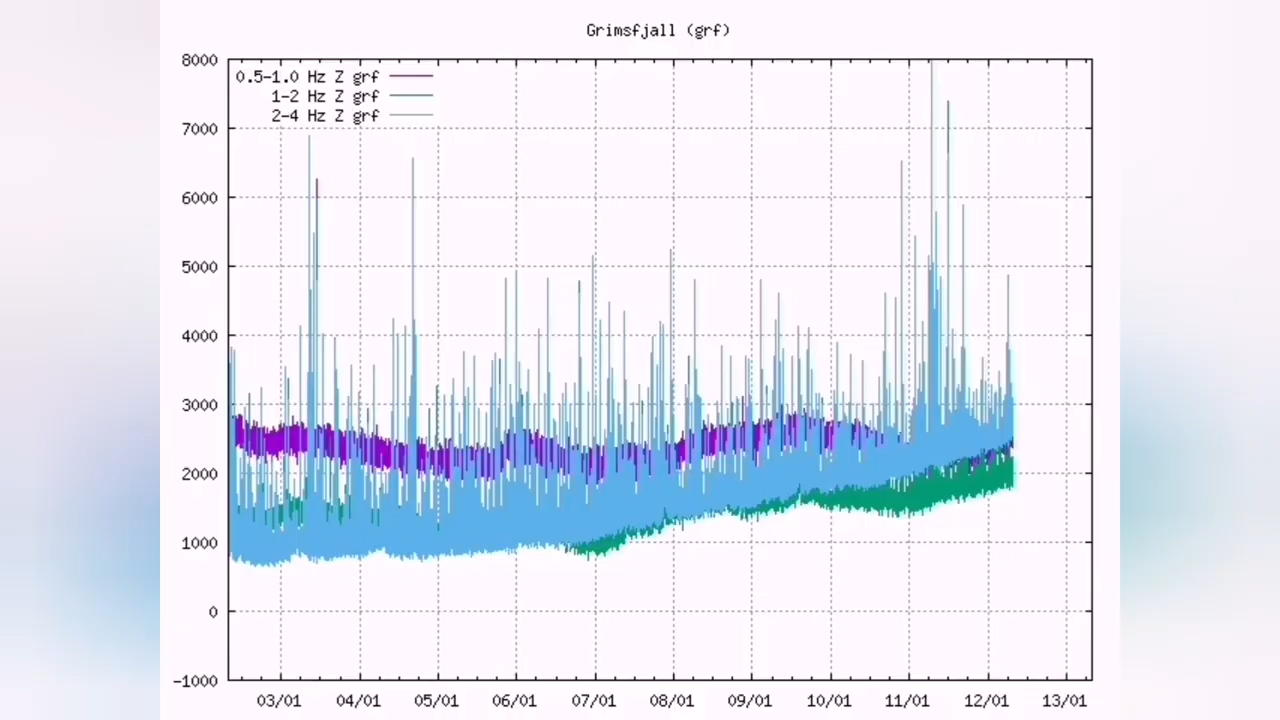 Grimsfjall (grf)
8000
0.5-1.0 Hz Z grf
1-2 Hz Z grf
2-4 Hz Z grf
7000
6000
5000
4000
3000
2000
1000
0
-1000
03/01 04/01 05/01 06/01 07/01 08/01 09/01 10/01 11/01 12/01 13/01